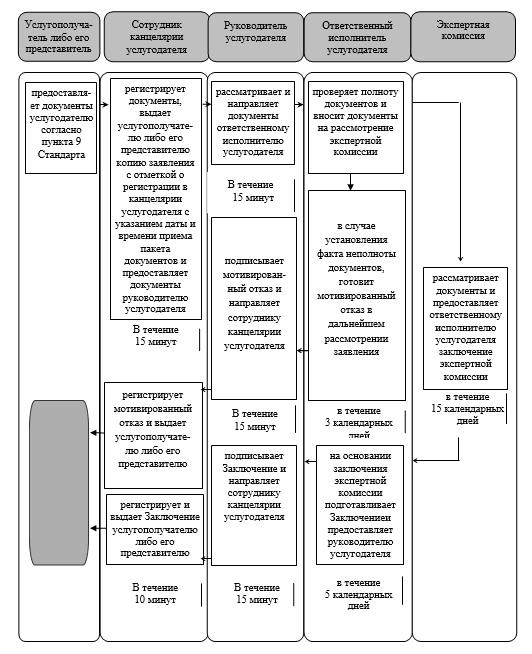 Услугополуча-
тель либо его
представитель
Сотрудник
канцелярии
услугодателя
Руководитель
услугодателя
Ответственный
исполнитель
услугодателя
Экспертная
комиссия
предоставля-
ет документы
услугодателю
согласно
пункта 9
Стандарта
регистрирует
документы,
выдает
услугополучате-
лю либо его
представителю
копию заявления
с отметкой о
регистрации в
канцелярии
услугодателя с
указанием даты и
времени приема
пакета
документов и
предоставляет
документы
руководителю
услугодателя
В течение
15 минут
рассматривает и
направляет
документы
ответственному
исполнителю
услугодателя
В течение
15 минут
проверяет полноту
документов и
вносит документы
на рассмотрение
экспертной
комиссии
в случае
установления
факта неполноты
документов,
готовит
мотивированный
отказ в
дальнейшем
рассмотрении
заявления
в течение
3 календарных
дней
подписывает
мотивирован-
ный отказ и
направляет
сотруднику
канцелярии
услугодателя
В течение
15 минут
рассматривает
документы и
предоставляет
ответственному
исполнителю
услугодателя
заключение
экспертной
комиссии
в течение
15 календарных
дней
регистрирует
мотивированный
отказ и выдает
услугополучате-
лю либо его
представителю
на основании
заключения
экспертной
комиссии
подготавливает
Заключениеи
предоставляет
руководителю
услугодателя
в течение
5 календарных
дней
подписывает
Заключение и
направляет
сотруднику
канцелярии
услугодателя
В течение
15 минут
регистрирует и
выдает Заключение
услугополучателю
либо его
представителю
В течение
10 минут